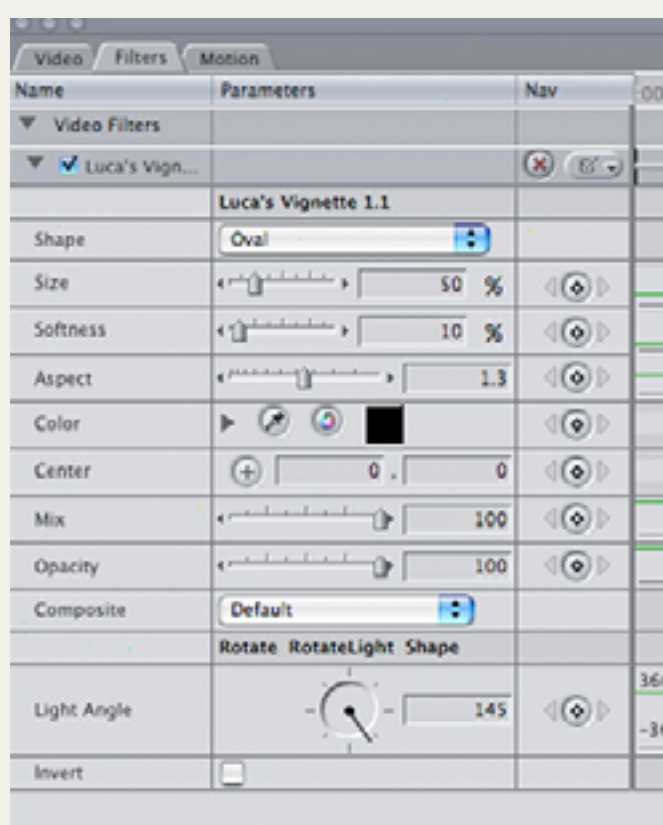 Video Filters Motion
Name Parameters Nav :00
Video Filters
Luca's Vign...
Luca's Vignette 1.1
Shape Oval
Size 50 %
Softness 10 %
Aspect 1.3
Color
Center 0 . 0
Mix 100
Opacity 100
Composite Default
Rotate RotateLight Shape
Light Angle 145
Invert